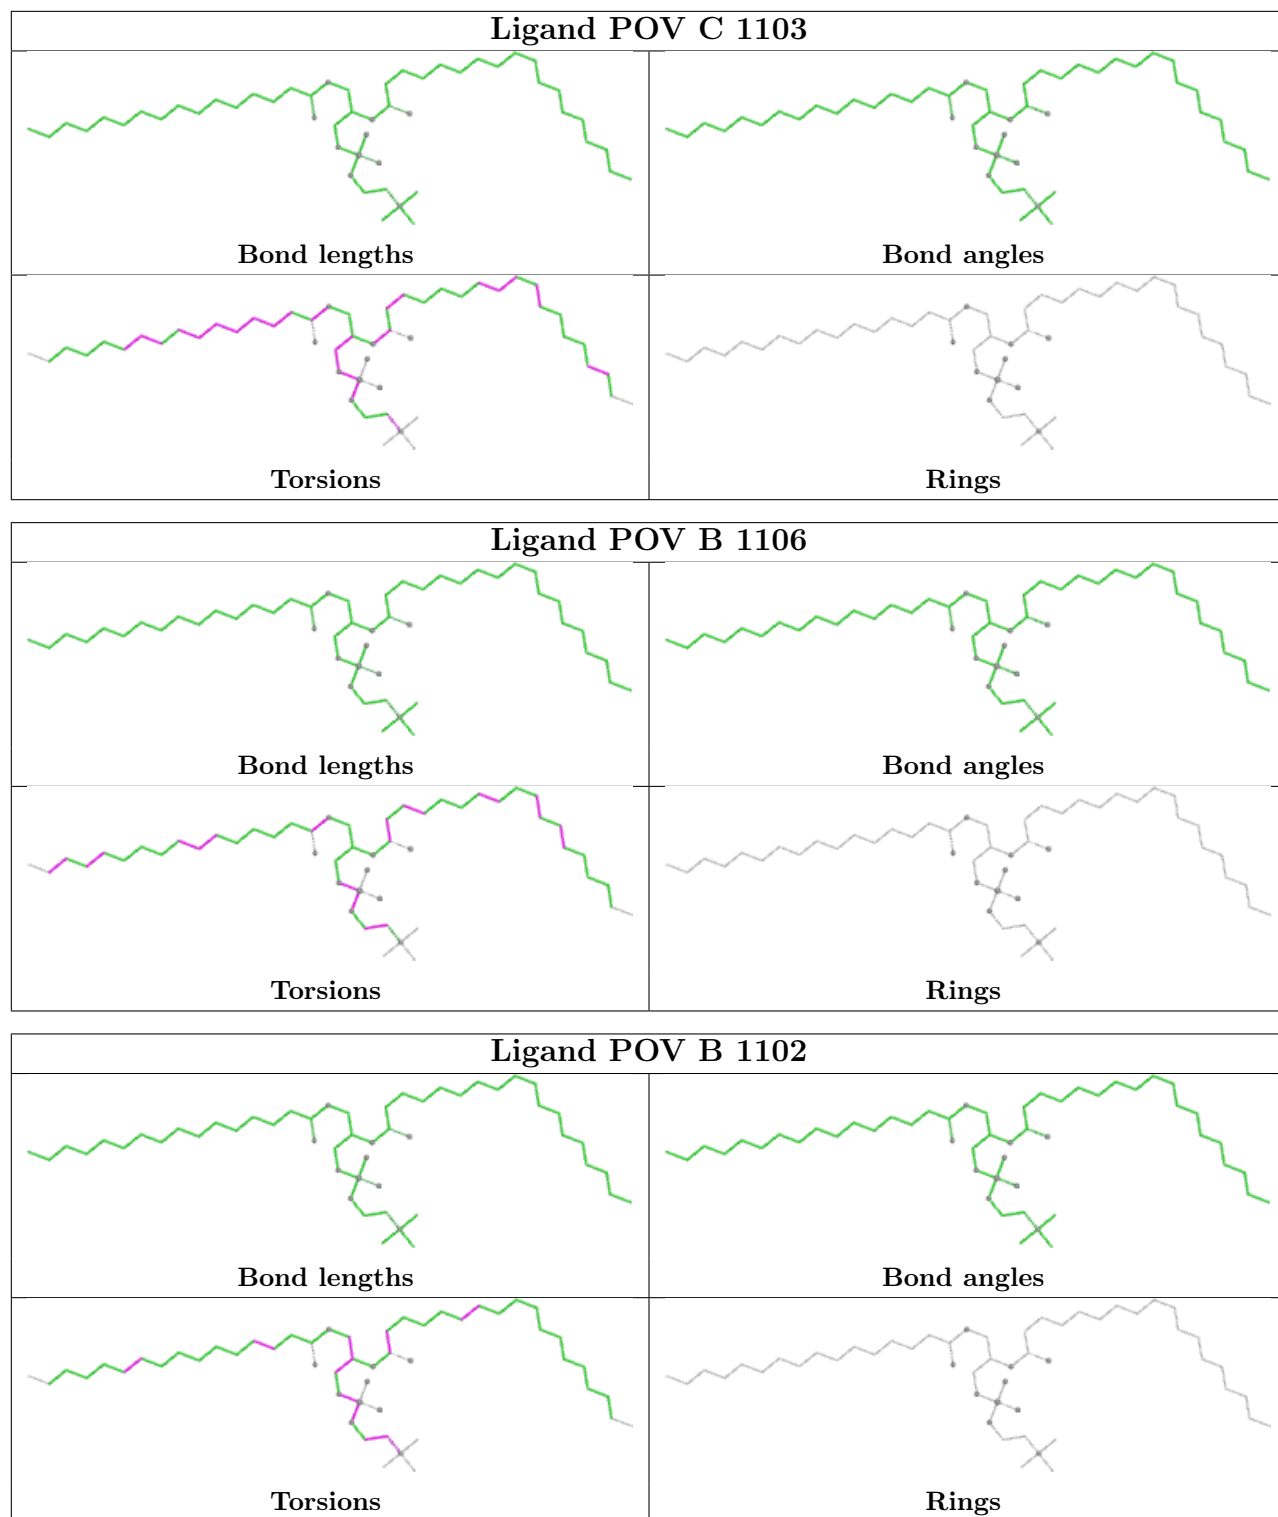 Ligand POV C 1103
Bond lengths
Bond angles
Torsions
Rings
Ligand POV B 1106
Bond lengths
Bond angles
Torsions
Rings
Ligand POV B 1102
Bond lengths
Bond angles
Torsions
Rings